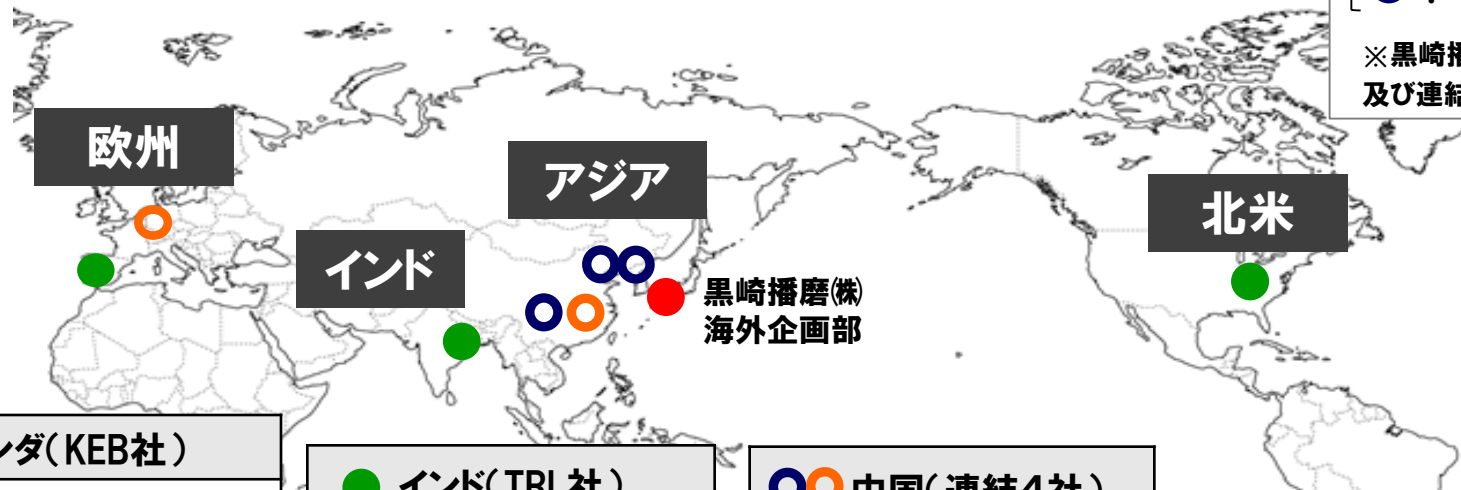 ※黒崎播
及び連結
欧州
アジア
北米
インド
黒崎播磨㈱
海外企画部
ンダ(KEB社)
インド(TRL社)
中国(連結4社)